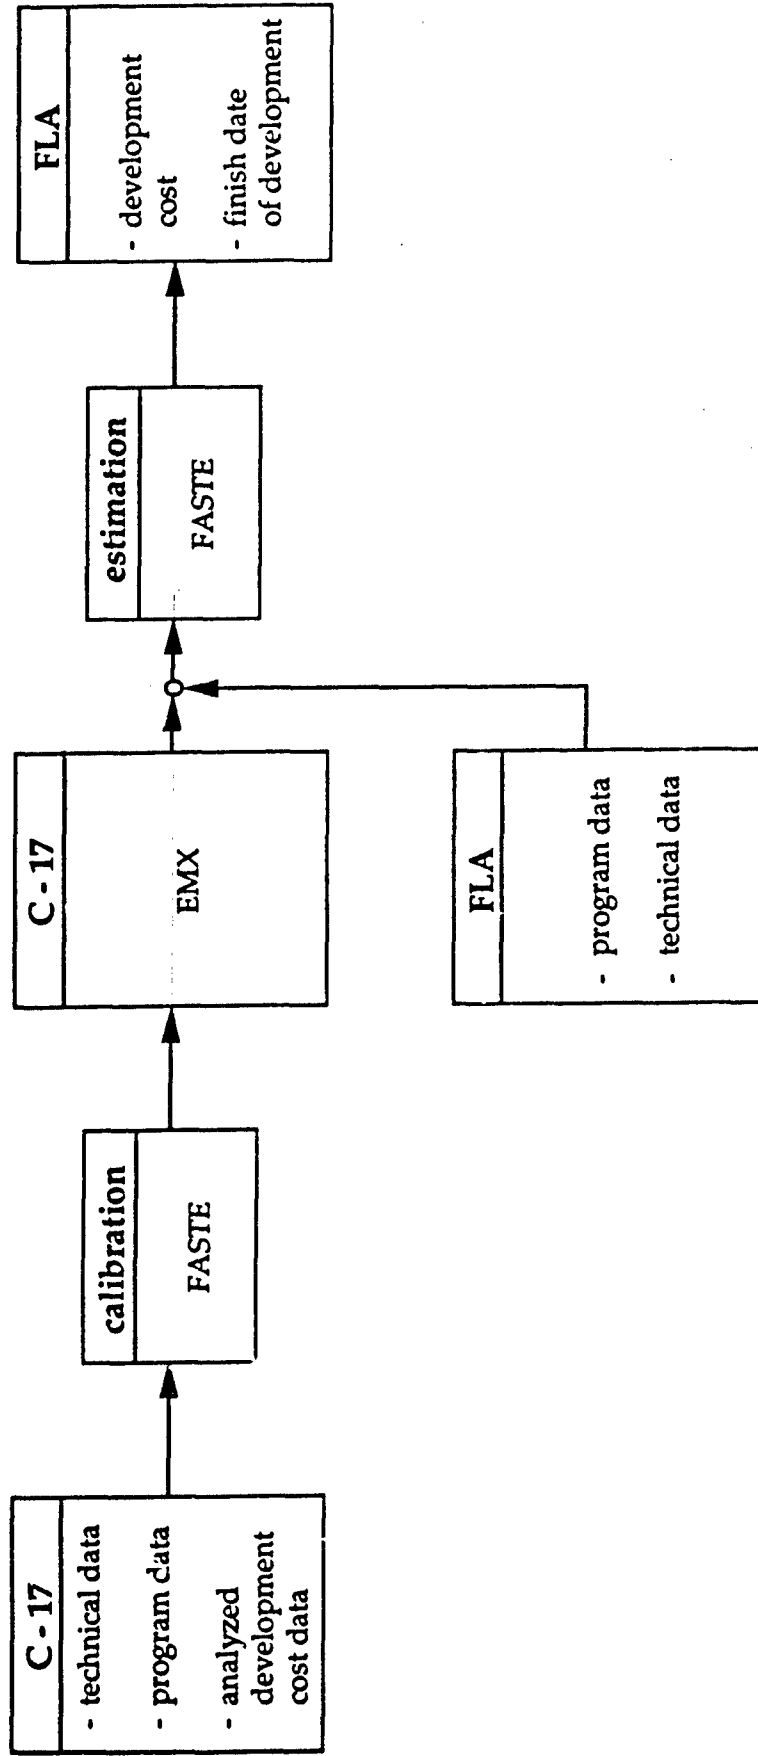 C - 17
- technical data
- program data
- analyzed
development
cost data
calibration
FASTE
C - 17
EMX
FLA
- program data
- technical data
estimation
FASTE
FLA
- development
cost
- finish date
of development